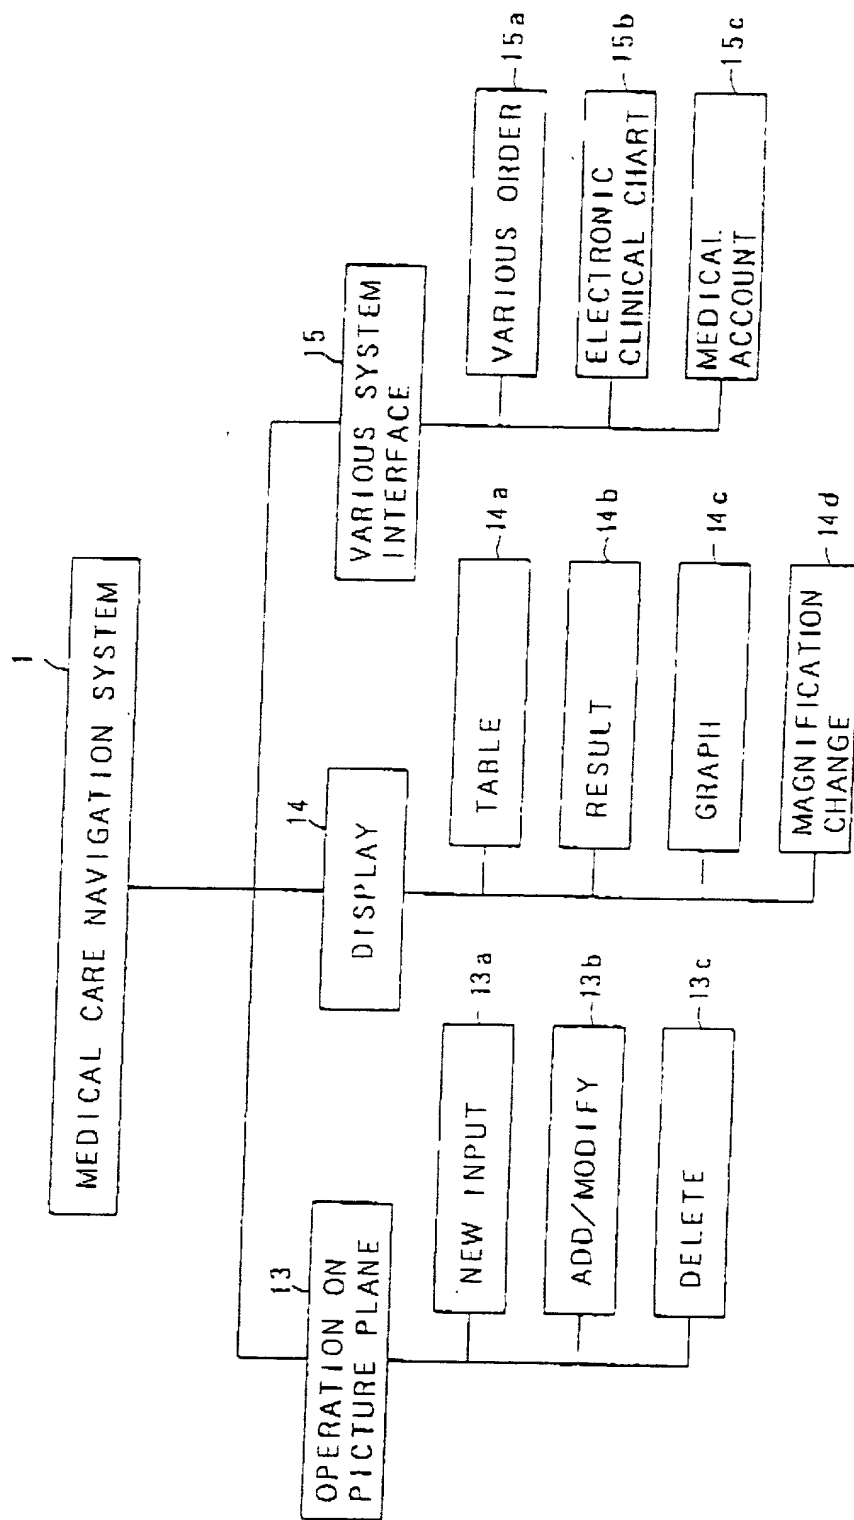 1
MEDICAL CARE NAVIGATION SYSTEM
13
OPERATION ON
PICTURE PLANE
13a
NEW INPUT
13b
ADD/MODIFY
13c
DELETE
14
DISPLAY
14a
TABLE
14b
RESULT
14c
GRAPH
14d
MAGNIFICATION
CHANGE
15
VARIOUS SYSTEM
INTERFACE
15a
VARIOUS ORDER
15b
ELECTRONIC
CLINICAL CHART
15c
MEDICAL
ACCOUNT